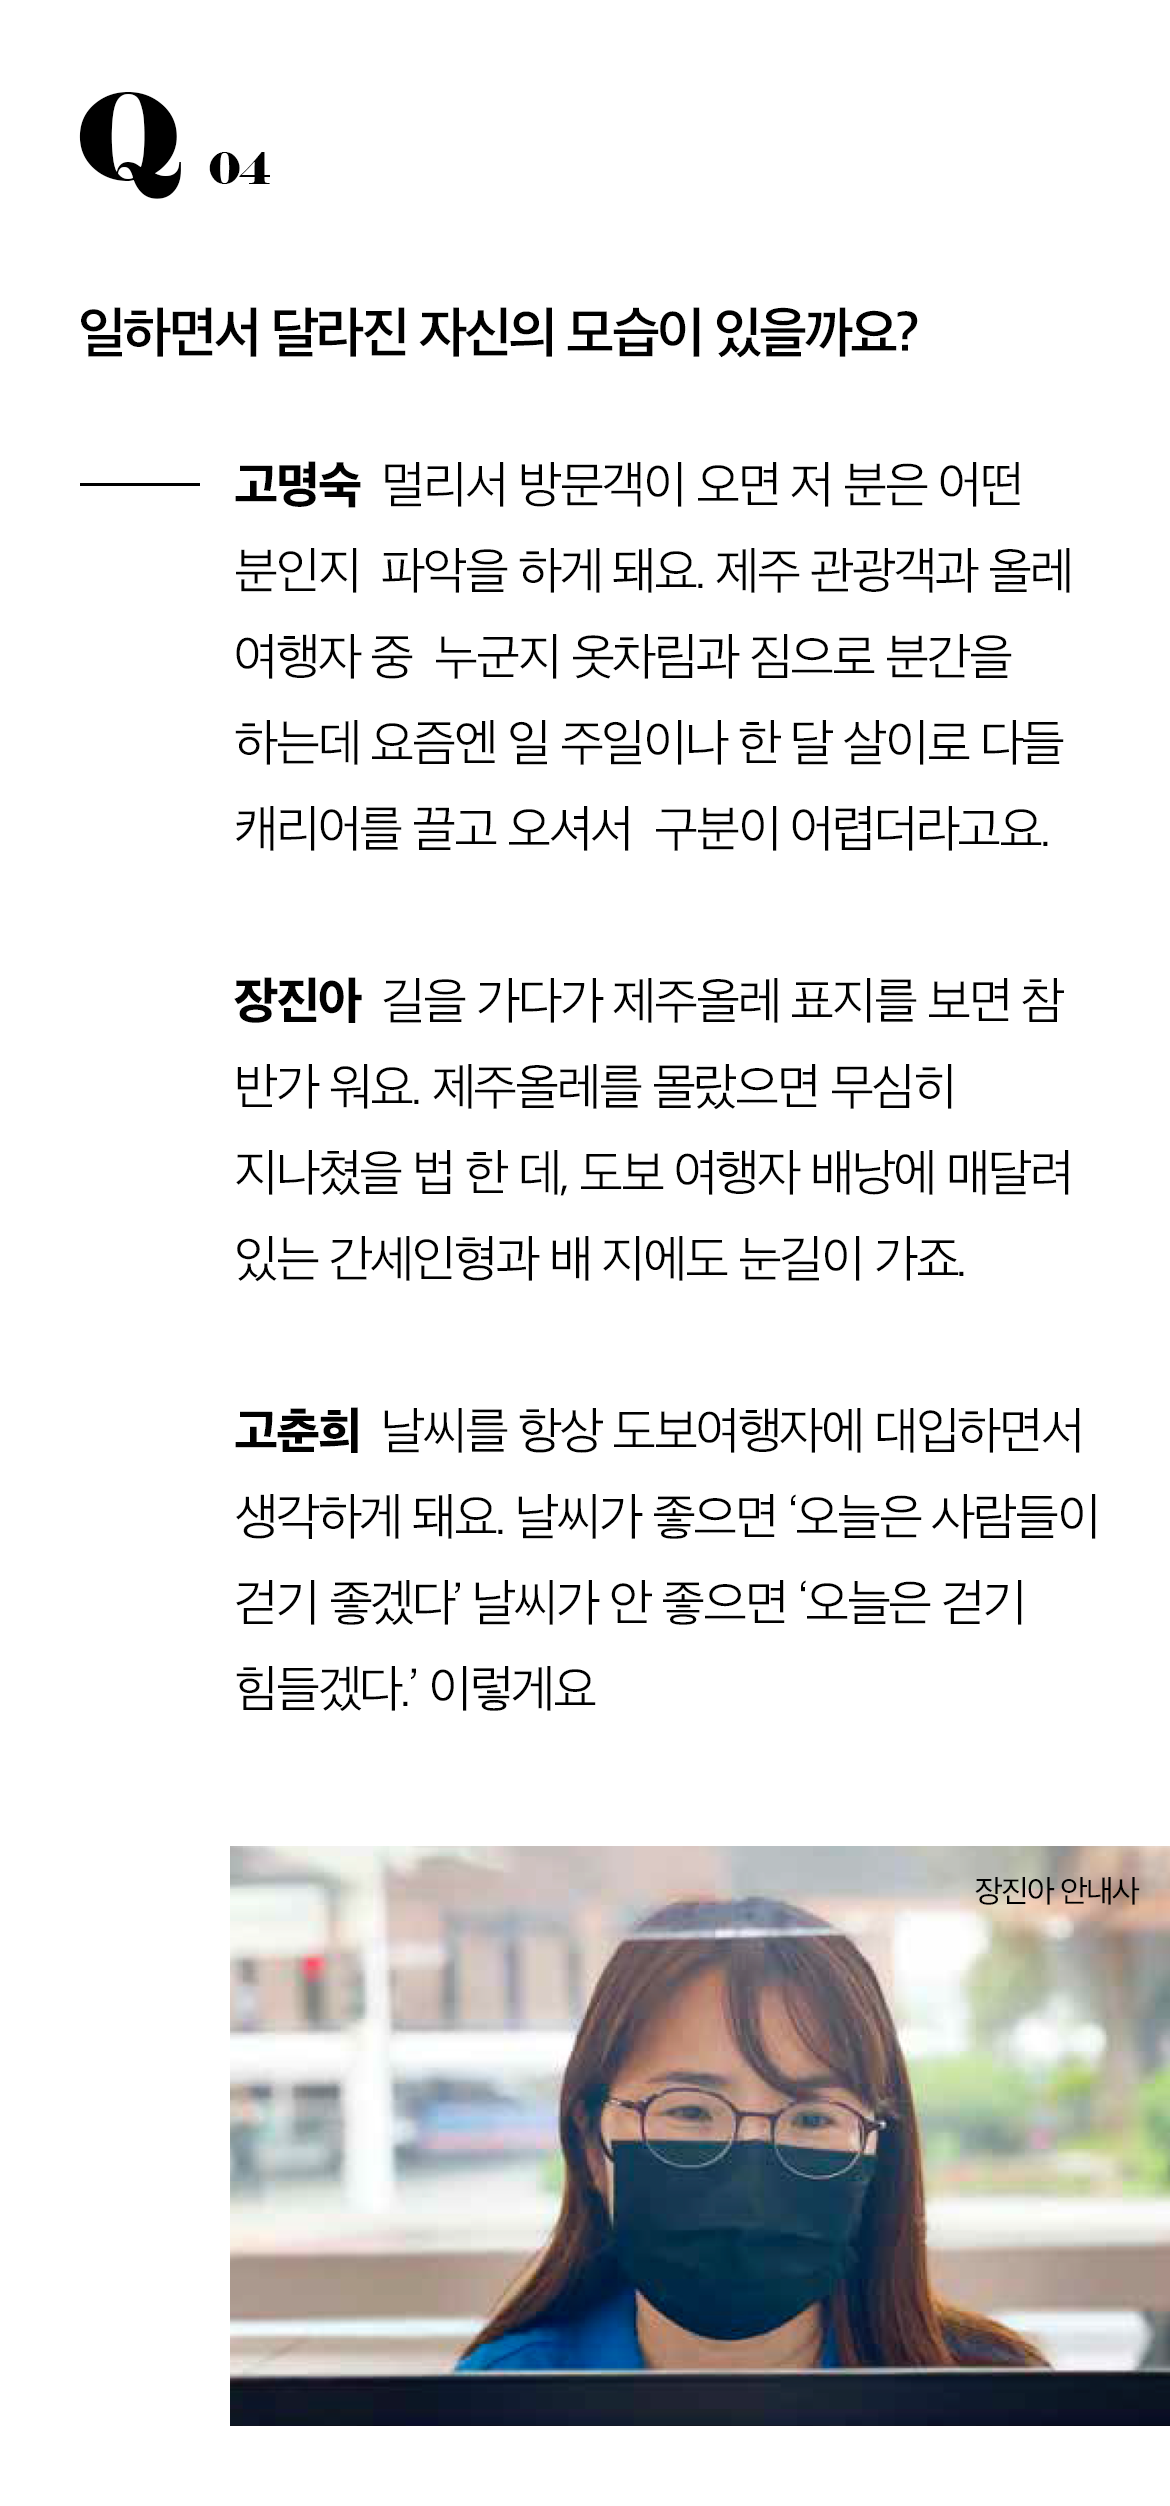 Q 04
일하면서 달라진 자신의 모습이 있을까요?
고명숙 멀리서 방문객이 오면 저 분은 어떤
분인지 파악을 하게 돼요. 제주 관광객과 올레
여행자 중 누군지 옷차림과 짐으로 분간을
하는데 요즘엔 일 주일이나 한 달 살이로 다들
캐리어를 끌고 오셔서 구분이 어렵더라고요.
장진아 길을 가다가 제주올레 표지를 보면 참
반가 워요. 제주올레를 몰랐으면 무심히
지나쳤을 법 한 데, 도보 여행자 배낭에 매달려
있는 간세인형과 배 지에도 눈길이 가죠.
고춘희 날씨를 항상 도보여행자에 대입하면서
생각하게 돼요. 날씨가 좋으면 ‘오늘은 사람들이
걷기 좋겠다’ 날씨가 안 좋으면 ‘오늘은 걷기
힘들겠다.’ 이렇게요
장진아 안내사